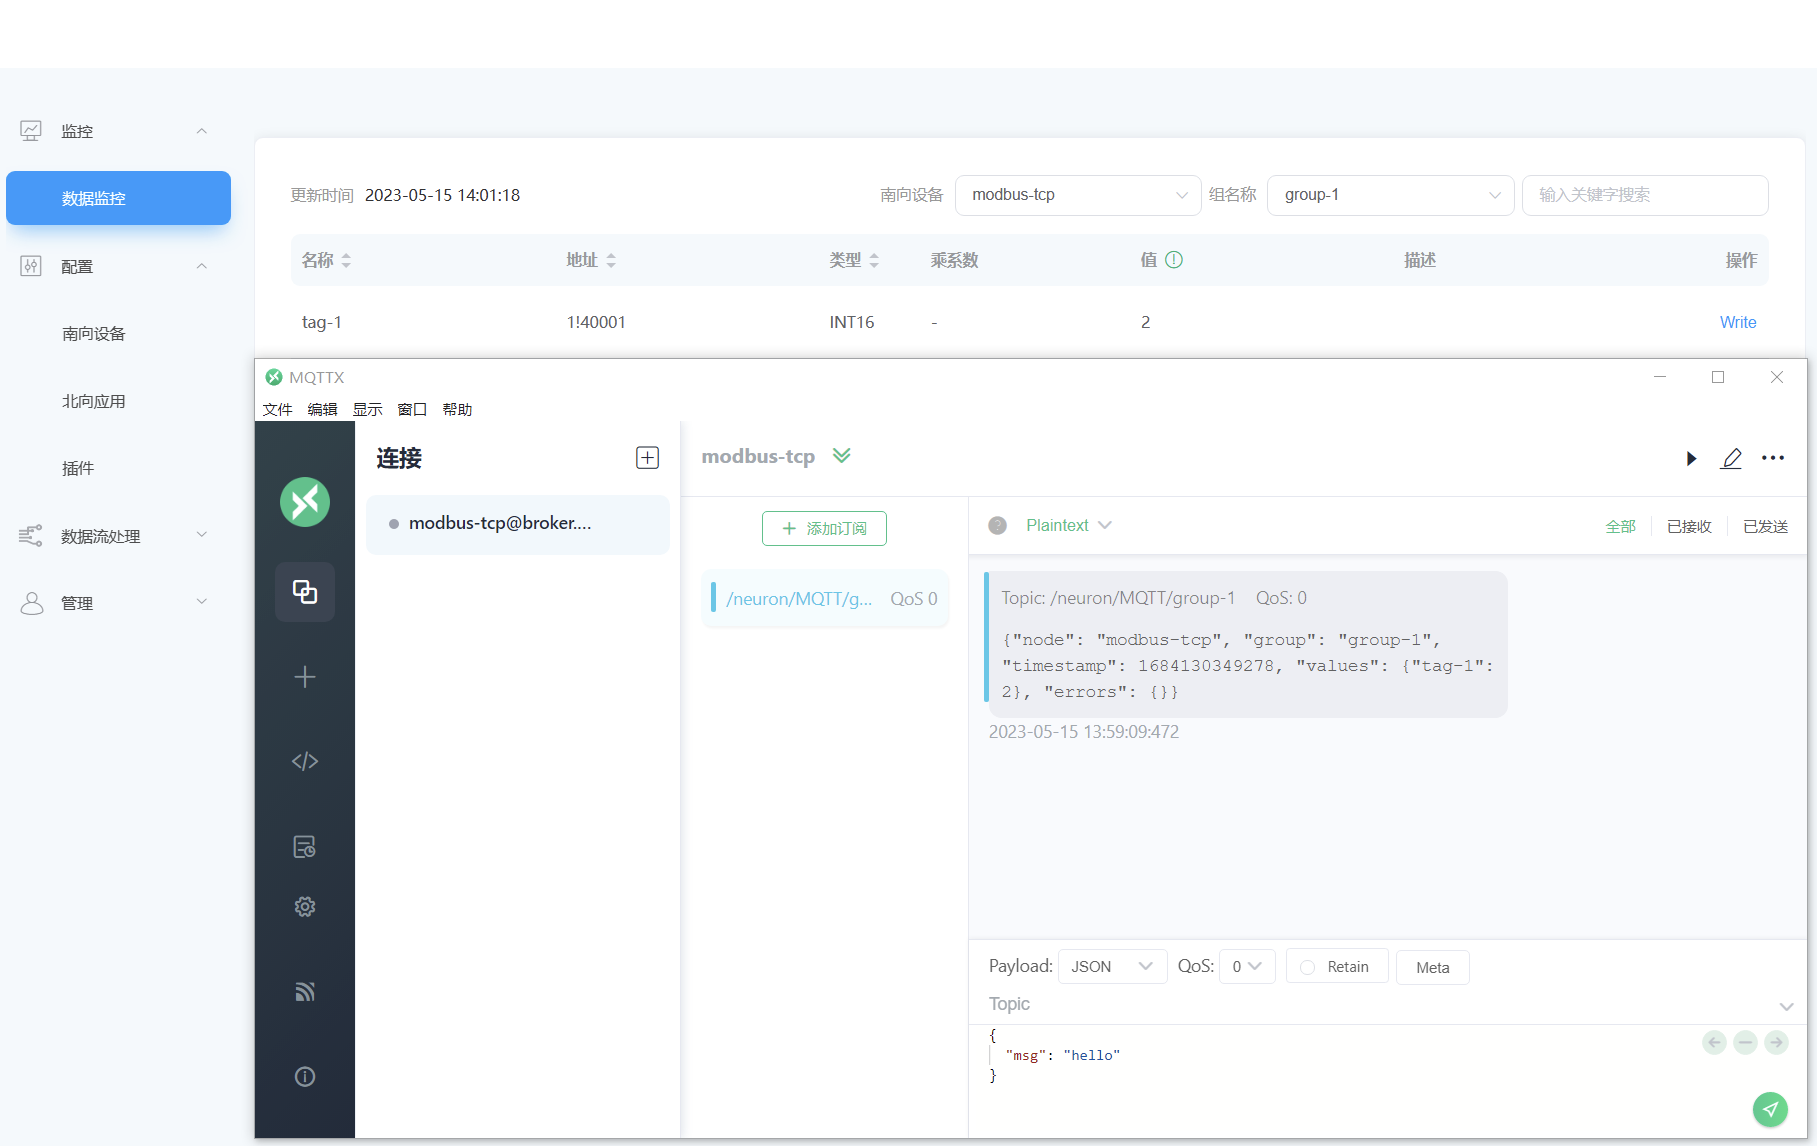 监控
数据监控
配置
南向设备
北向应用
插件
数据流处理
管理
更新时间 2023-05-15 14:01:18
南向设备 modbus-tcp 组名称 group-1 输入关键字搜索
名称 地址 类型 乘系数 值 描述 操作
tag-1 1!40001 INT16 - 2 Write
MQTTX
文件 编辑 显示 窗口 帮助
连接
modbus-tcp@broker....
modbus-tcp
添加订阅
/neuron/MQTT/g... QoS 0
Plaintext 全部 已接收 已发送
Topic: /neuron/MQTT/group-1 QoS: 0
{"node": "modbus-tcp", "group": "group-1",
"timestamp": 1684130349278, "values": {"tag-1":
2}, "errors": {}}
2023-05-15 13:59:09:472
Payload: JSON QoS: 0 Retain Meta
Topic
{
"msg": "hello"
}